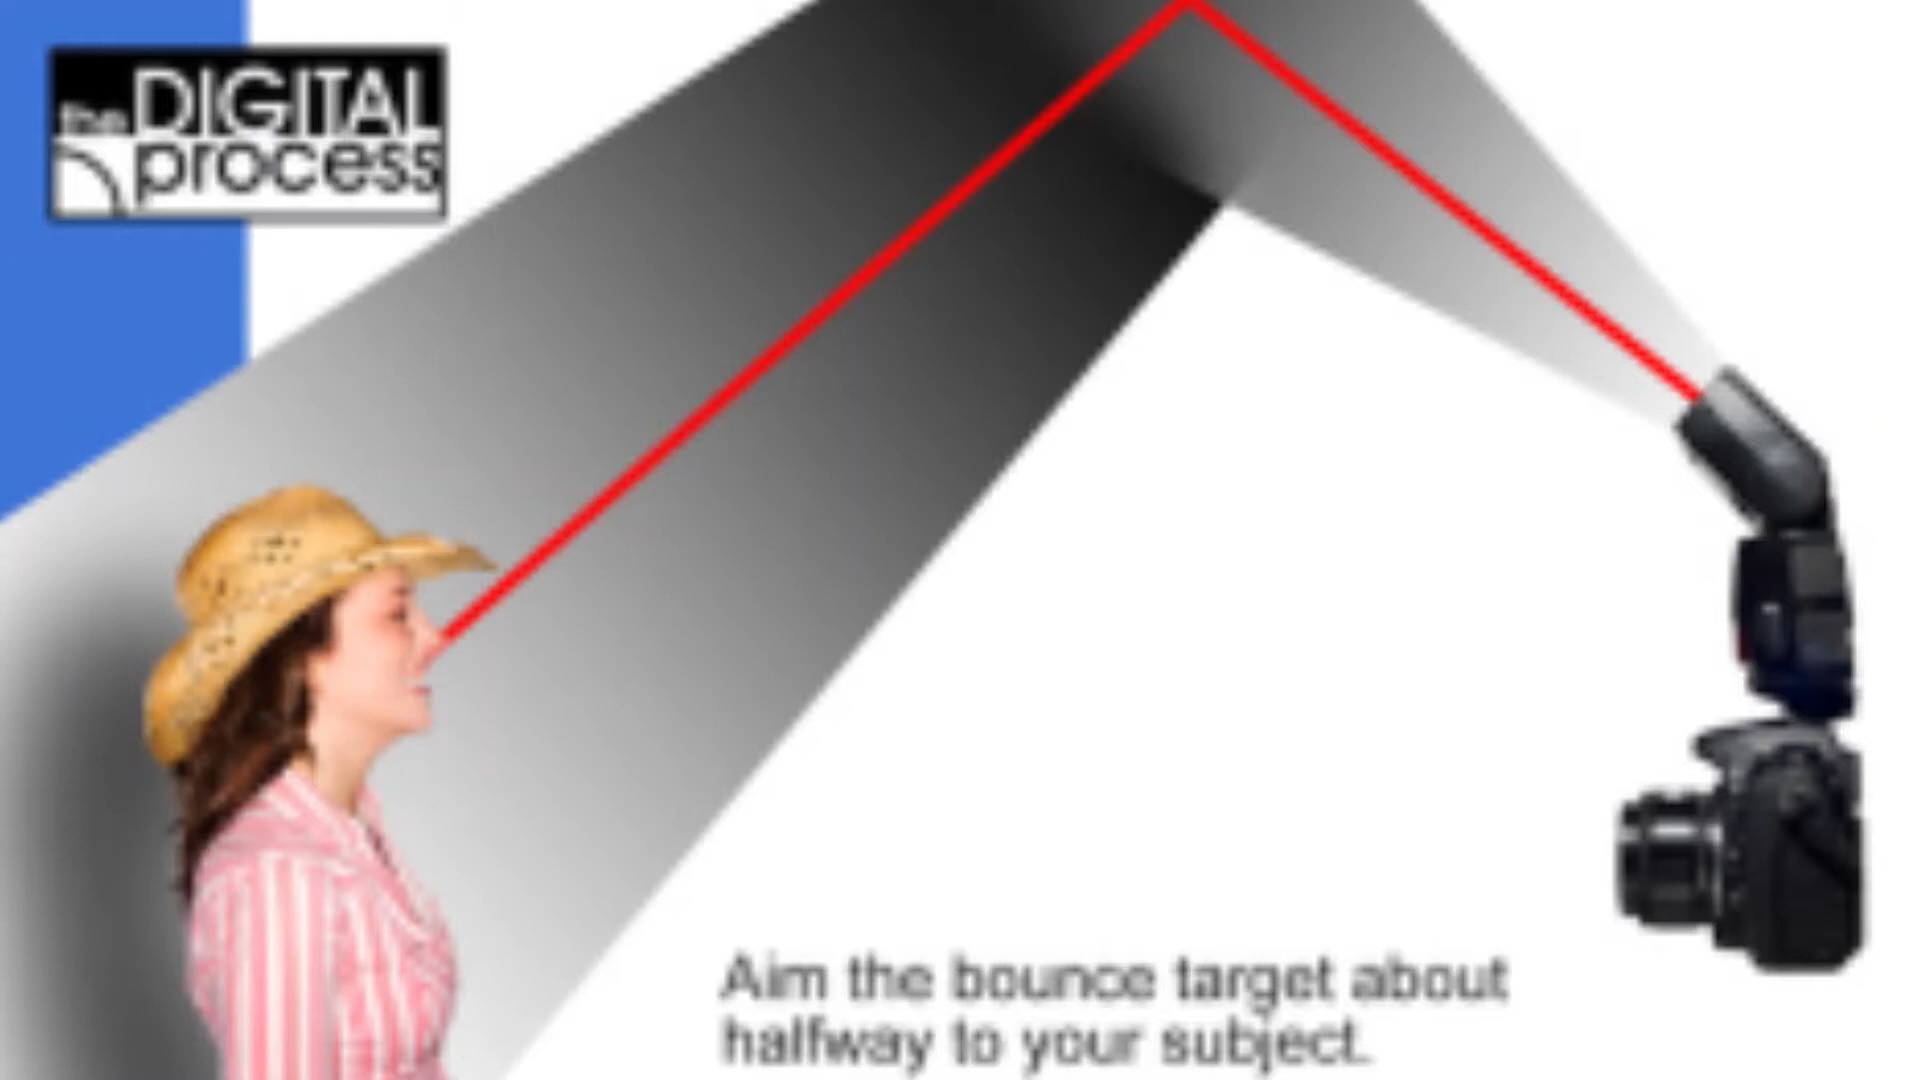 the DIGITAL
process
Aim the bounce target about
halfway to your subject.